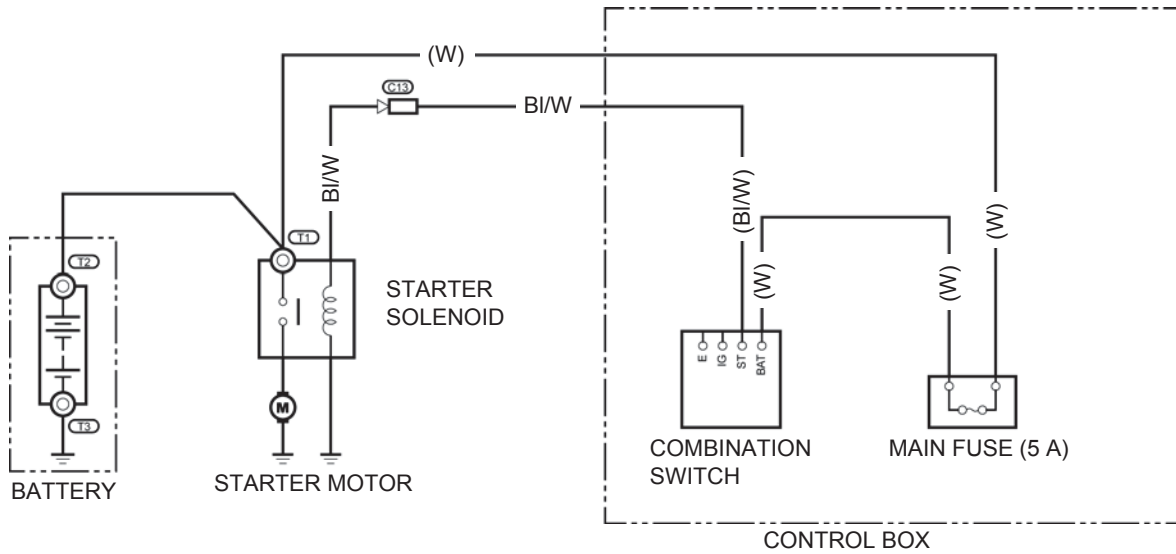 (W)
C13
Bl/W
Bl/W
(Bl/W)
(W)
(W)
(W)
T1
T2
STARTER
SOLENOID
E
IG
ST
BAT
M
T3
COMBINATION
SWITCH
MAIN FUSE (5 A)
STARTER MOTOR
BATTERY
CONTROL BOX